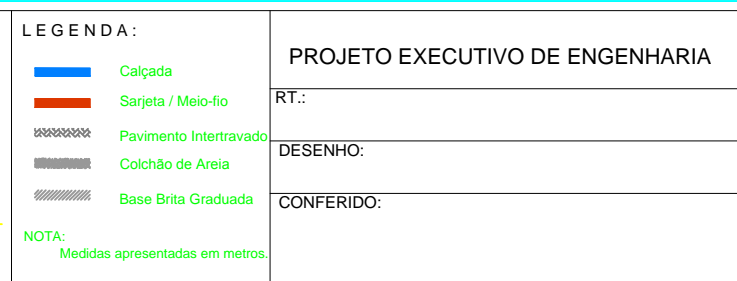 LEGENDA:
Calçada
Sarjeta / Meio-fio
Pavimento Intertravado
Colchão de Areia
Base Brita Graduada
NOTA:
Medidas apresentadas em metros.
PROJETO EXECUTIVO DE ENGENHARIA
RT.:
DESENHO:
CONFERIDO: